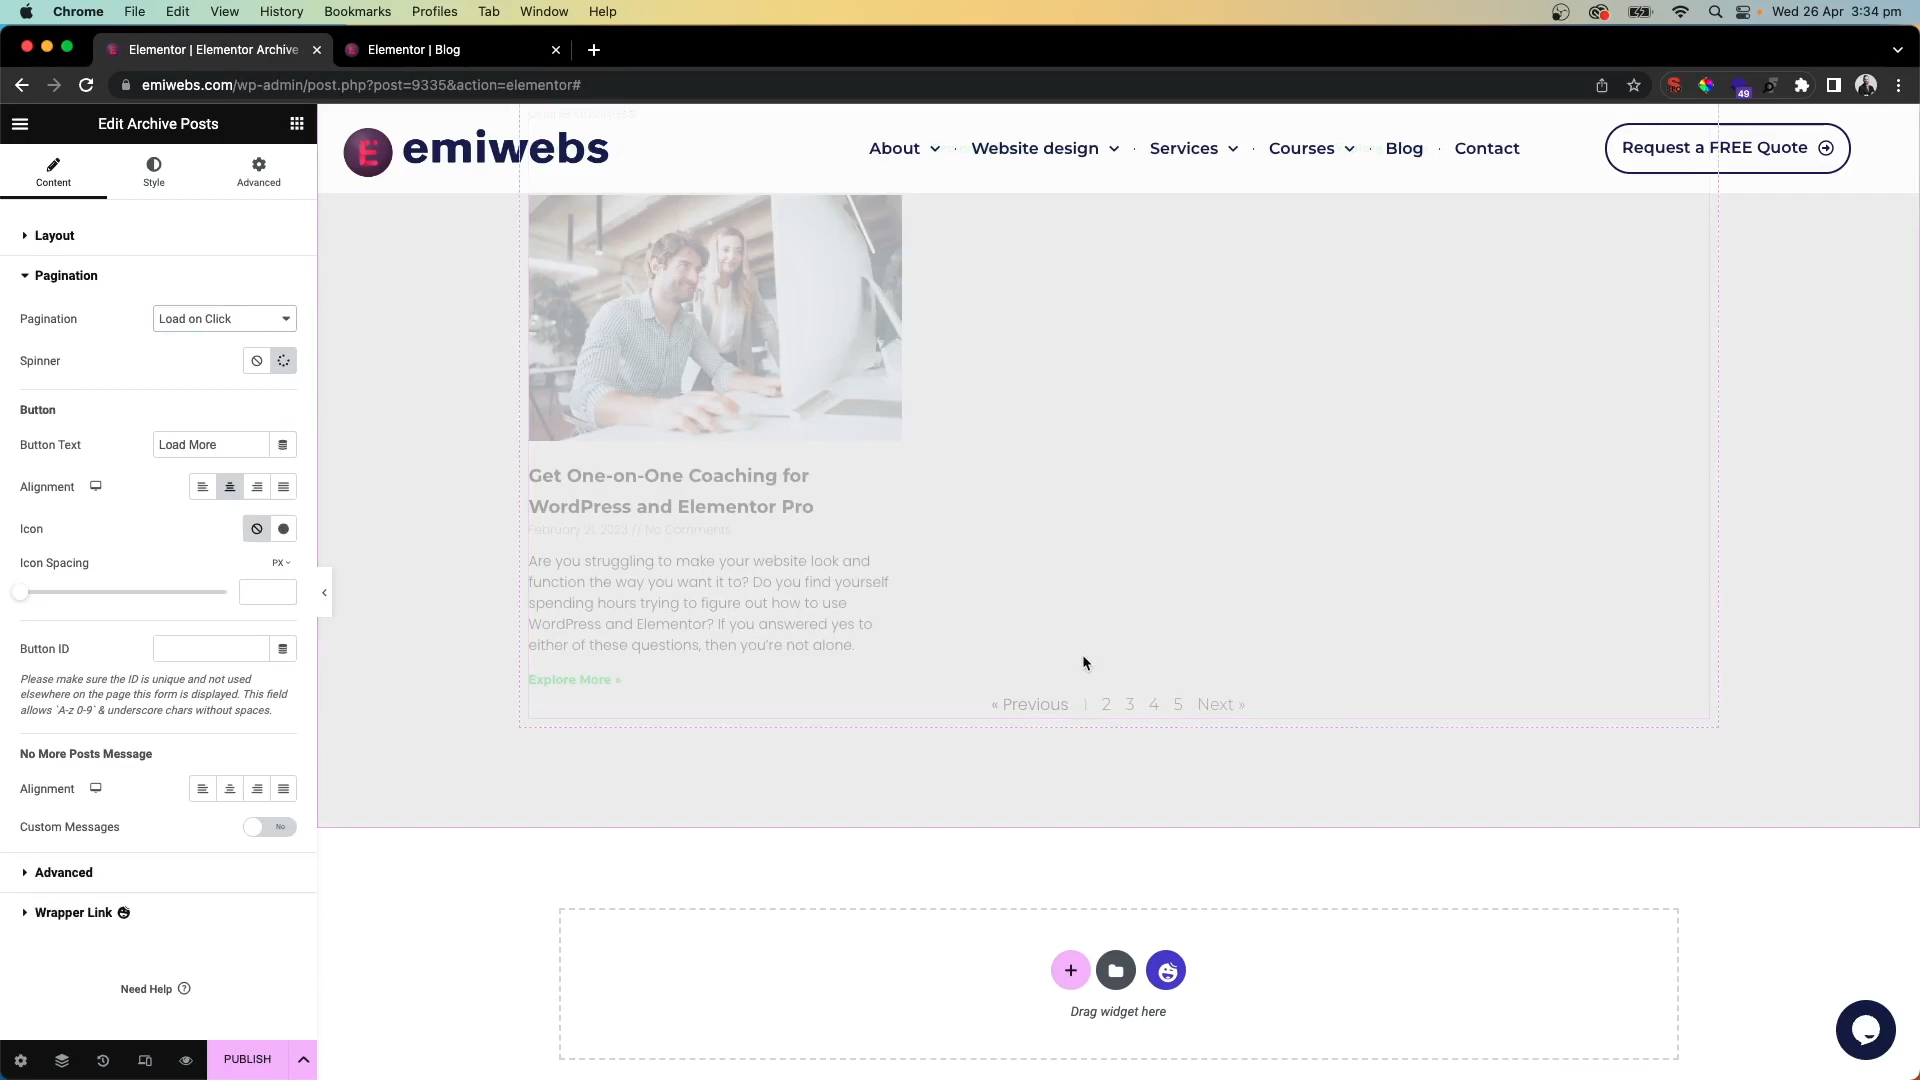 Chrome File Edit View History Bookmarks Profiles Tab Window Help
Wed 26 Apr 3:34 pm
Elementor | Elementor Archive
Elementor | Blog
emiwebs.com/wp-admin/post.php?post=9335&action=elementor#
49
Edit Archive Posts
Content
Style
Advanced
Layout
Pagination
Pagination
Load on Click
Spinner
Button
Button Text
Load More
Alignment
Icon
Icon Spacing
PX
Button ID
Please make sure the ID is unique and not used
elsewhere on the page this form is displayed. This field
allows `A-z 0-9` & underscore chars without spaces.
No More Posts Message
Alignment
Custom Messages
No
Advanced
Wrapper Link
Need Help
PUBLISH
emiwebs
About
Website design
Services
Courses
Blog
Contact
Request a FREE Quote
Get One-on-One Coaching for
WordPress and Elementor Pro
February 21, 2023 // No Comments
Are you struggling to make your website look and
function the way you want it to? Do you find yourself
spending hours trying to figure out how to use
WordPress and Elementor? If you answered yes to
either of these questions, then you're not alone.
Explore More »
« Previous 1 2 3 4 5 Next »
Drag widget here